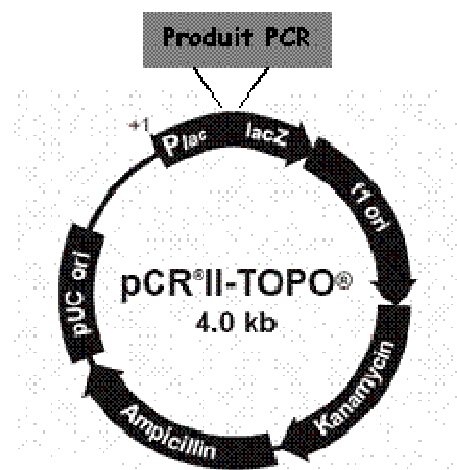 Produit PCR
+1
Plac
lacZ
f1 ori
Kanamycin
Ampicillin
pUC ori
pCR®II-TOPO®
4.0 kb